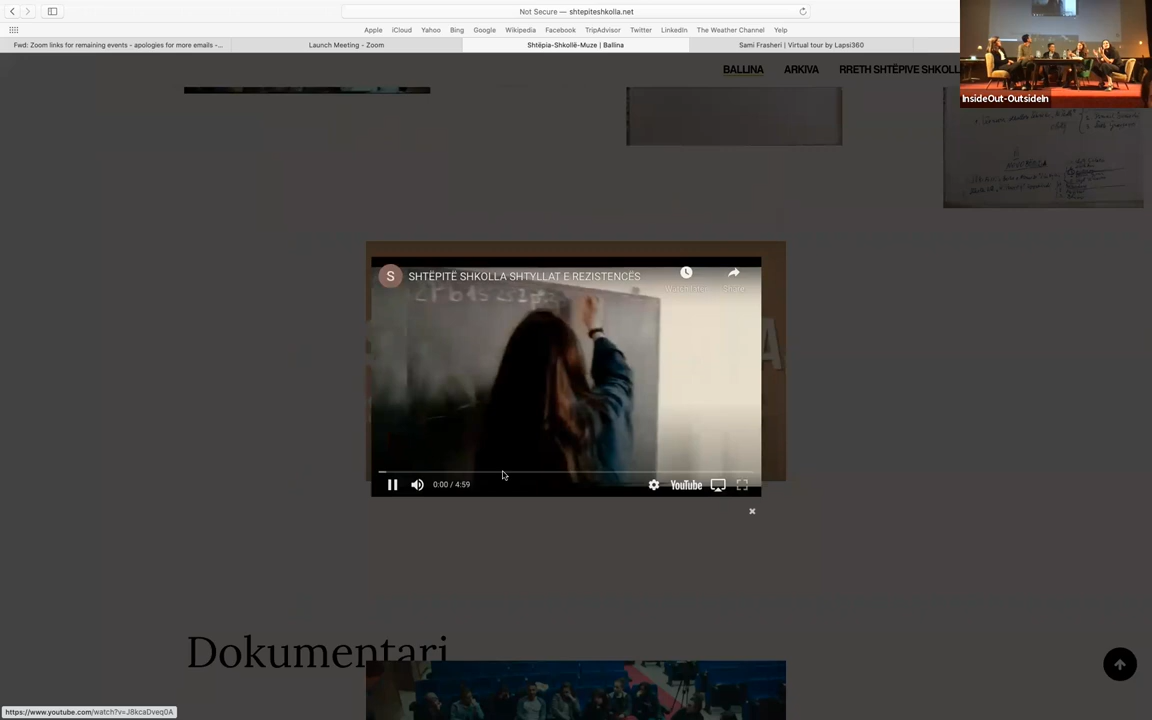 Not Secure — shtepiteshkolla.net
Apple iCloud Yahoo Bing Google Wikipedia Facebook TripAdvisor Twitter LinkedIn The Weather Channel Yelp
Fwd: Zoom links for remaining events - apologies for more emails -...
Launch Meeting - Zoom
Shtëpia-Shkollë-Muze | Ballina
Sami Frasheri | Virtual tour by Lapsi360
BALLINA ARKIVA RRETH SHTËPIVE SHKOLL
InsideOut-OutsideIn
S
SHTËPITË SHKOLLA SHTYLLAT E REZISTENCËS
Share
A
0:00 / 4:59
YouTube
Dokumentari
https://www.youtube.com/watch?v=J8kcaDveq0A